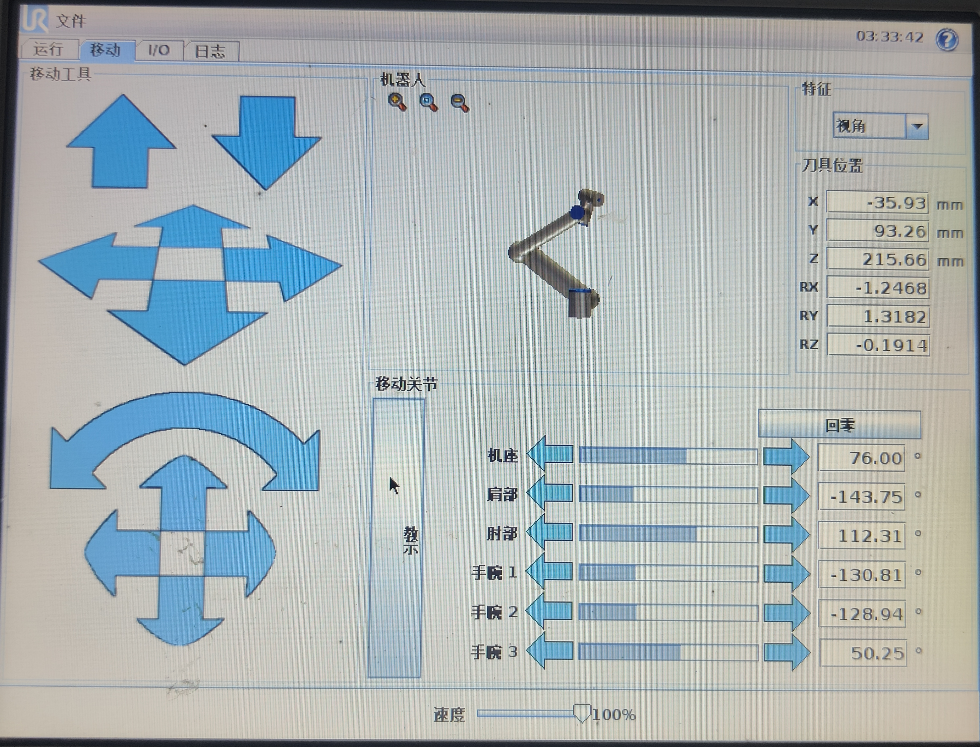 UR 文件
03:33:42 ?
运行 移动 I/O 日志
移动工具
机器人
特征
视角
刀具位置
X -35.93 mm
Y 93.26 mm
Z 215.66 mm
RX -1.2468
RY 1.3182
RZ -0.1914
移动关节
回零
教示
机座 76.00 °
肩部 -143.75 °
肘部 112.31 °
手腕 1 -130.81 °
手腕 2 -128.94 °
手腕 3 50.25 °
速度 100%